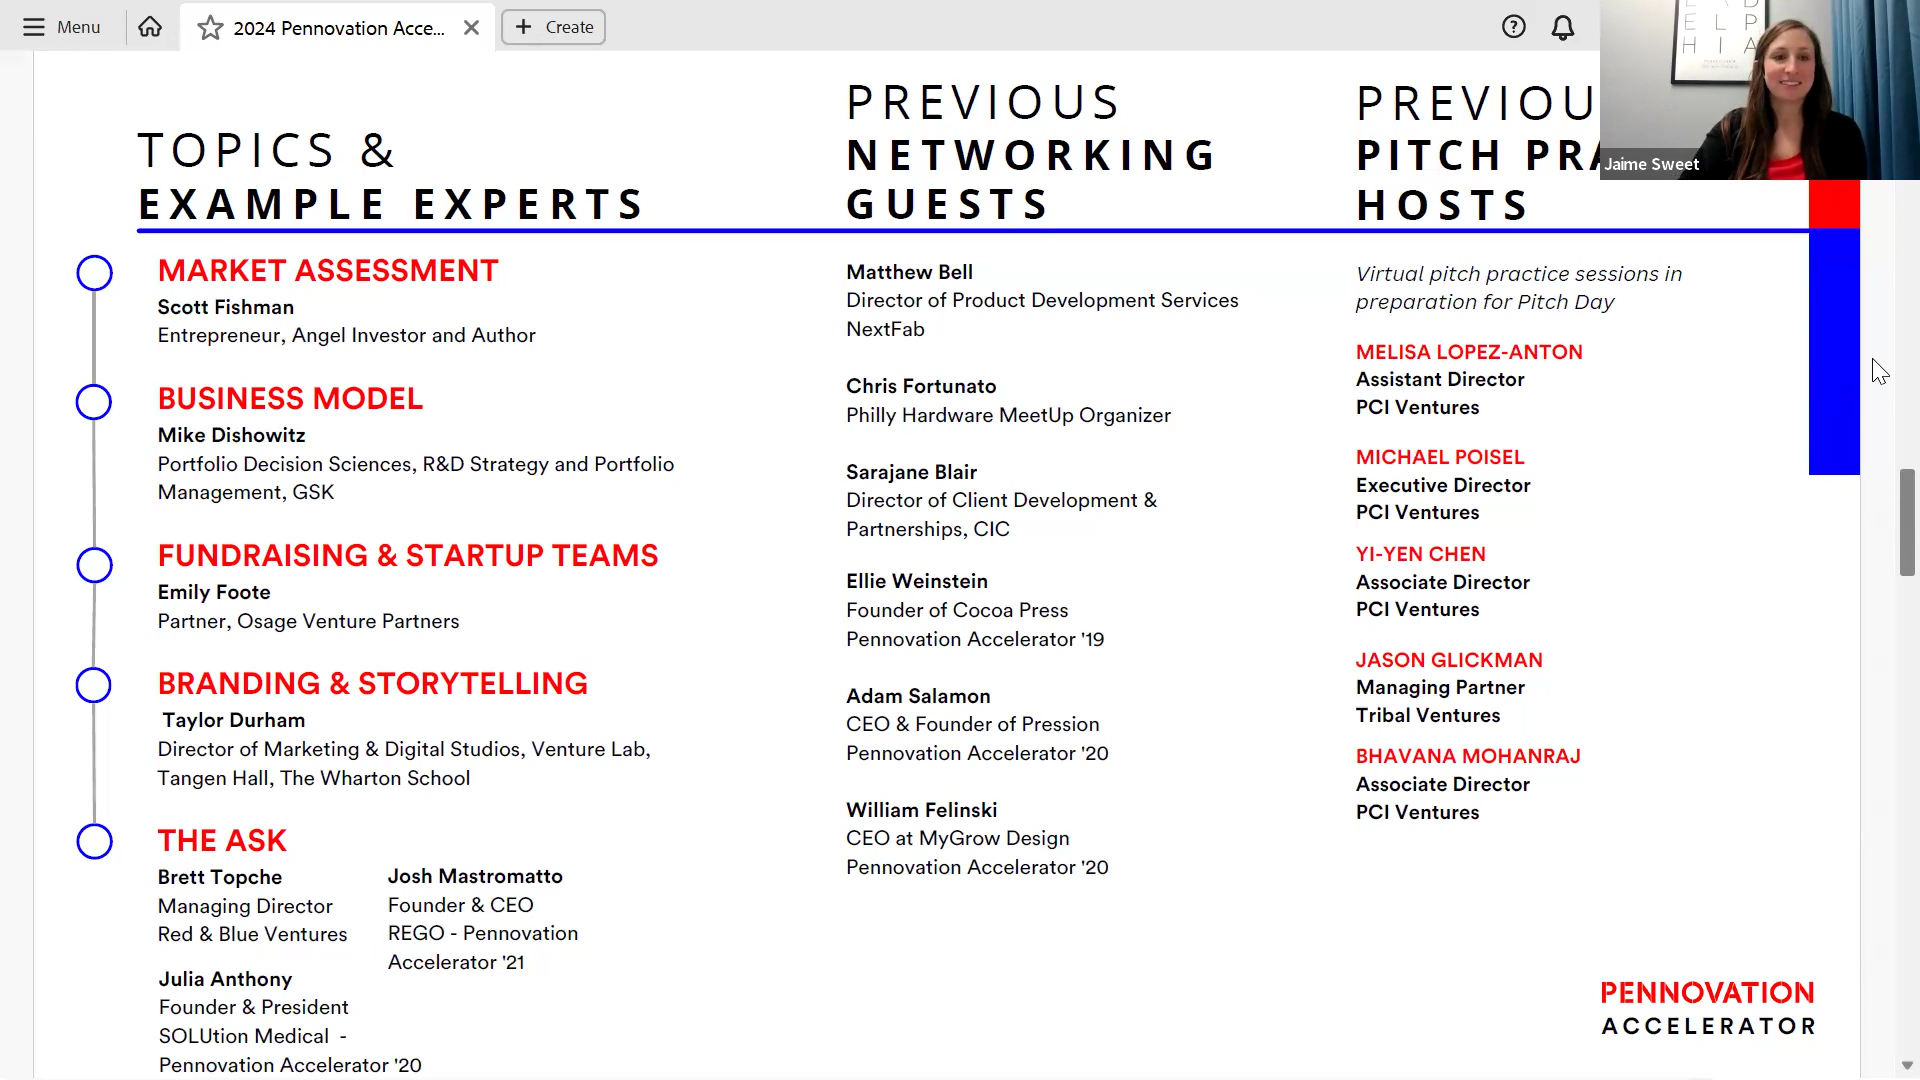 Menu
2024 Pennovation Acce...
Create
E L P
H I A
Jaime Sweet
TOPICS &
EXAMPLE EXPERTS
MARKET ASSESSMENT
Scott Fishman
Entrepreneur, Angel Investor and Author
BUSINESS MODEL
Mike Dishowitz
Portfolio Decision Sciences, R&D Strategy and Portfolio
Management, GSK
FUNDRAISING & STARTUP TEAMS
Emily Foote
Partner, Osage Venture Partners
BRANDING & STORYTELLING
Taylor Durham
Director of Marketing & Digital Studios, Venture Lab,
Tangen Hall, The Wharton School
THE ASK
Brett Topche
Managing Director
Red & Blue Ventures
Julia Anthony
Founder & President
SOLUtion Medical -
Pennovation Accelerator '20
Josh Mastromatto
Founder & CEO
REGO - Pennovation
Accelerator '21
PREVIOUS
NETWORKING
GUESTS
Matthew Bell
Director of Product Development Services
NextFab
Chris Fortunato
Philly Hardware MeetUp Organizer
Sarajane Blair
Director of Client Development &
Partnerships, CIC
Ellie Weinstein
Founder of Cocoa Press
Pennovation Accelerator '19
Adam Salamon
CEO & Founder of Pression
Pennovation Accelerator '20
William Felinski
CEO at MyGrow Design
Pennovation Accelerator '20
PREVIOU
PITCH PRA
HOSTS
Virtual pitch practice sessions in
preparation for Pitch Day
MELISA LOPEZ-ANTON
Assistant Director
PCI Ventures
MICHAEL POISEL
Executive Director
PCI Ventures
YI-YEN CHEN
Associate Director
PCI Ventures
JASON GLICKMAN
Managing Partner
Tribal Ventures
BHAVANA MOHANRAJ
Associate Director
PCI Ventures
PENNOVATION
ACCELERATOR